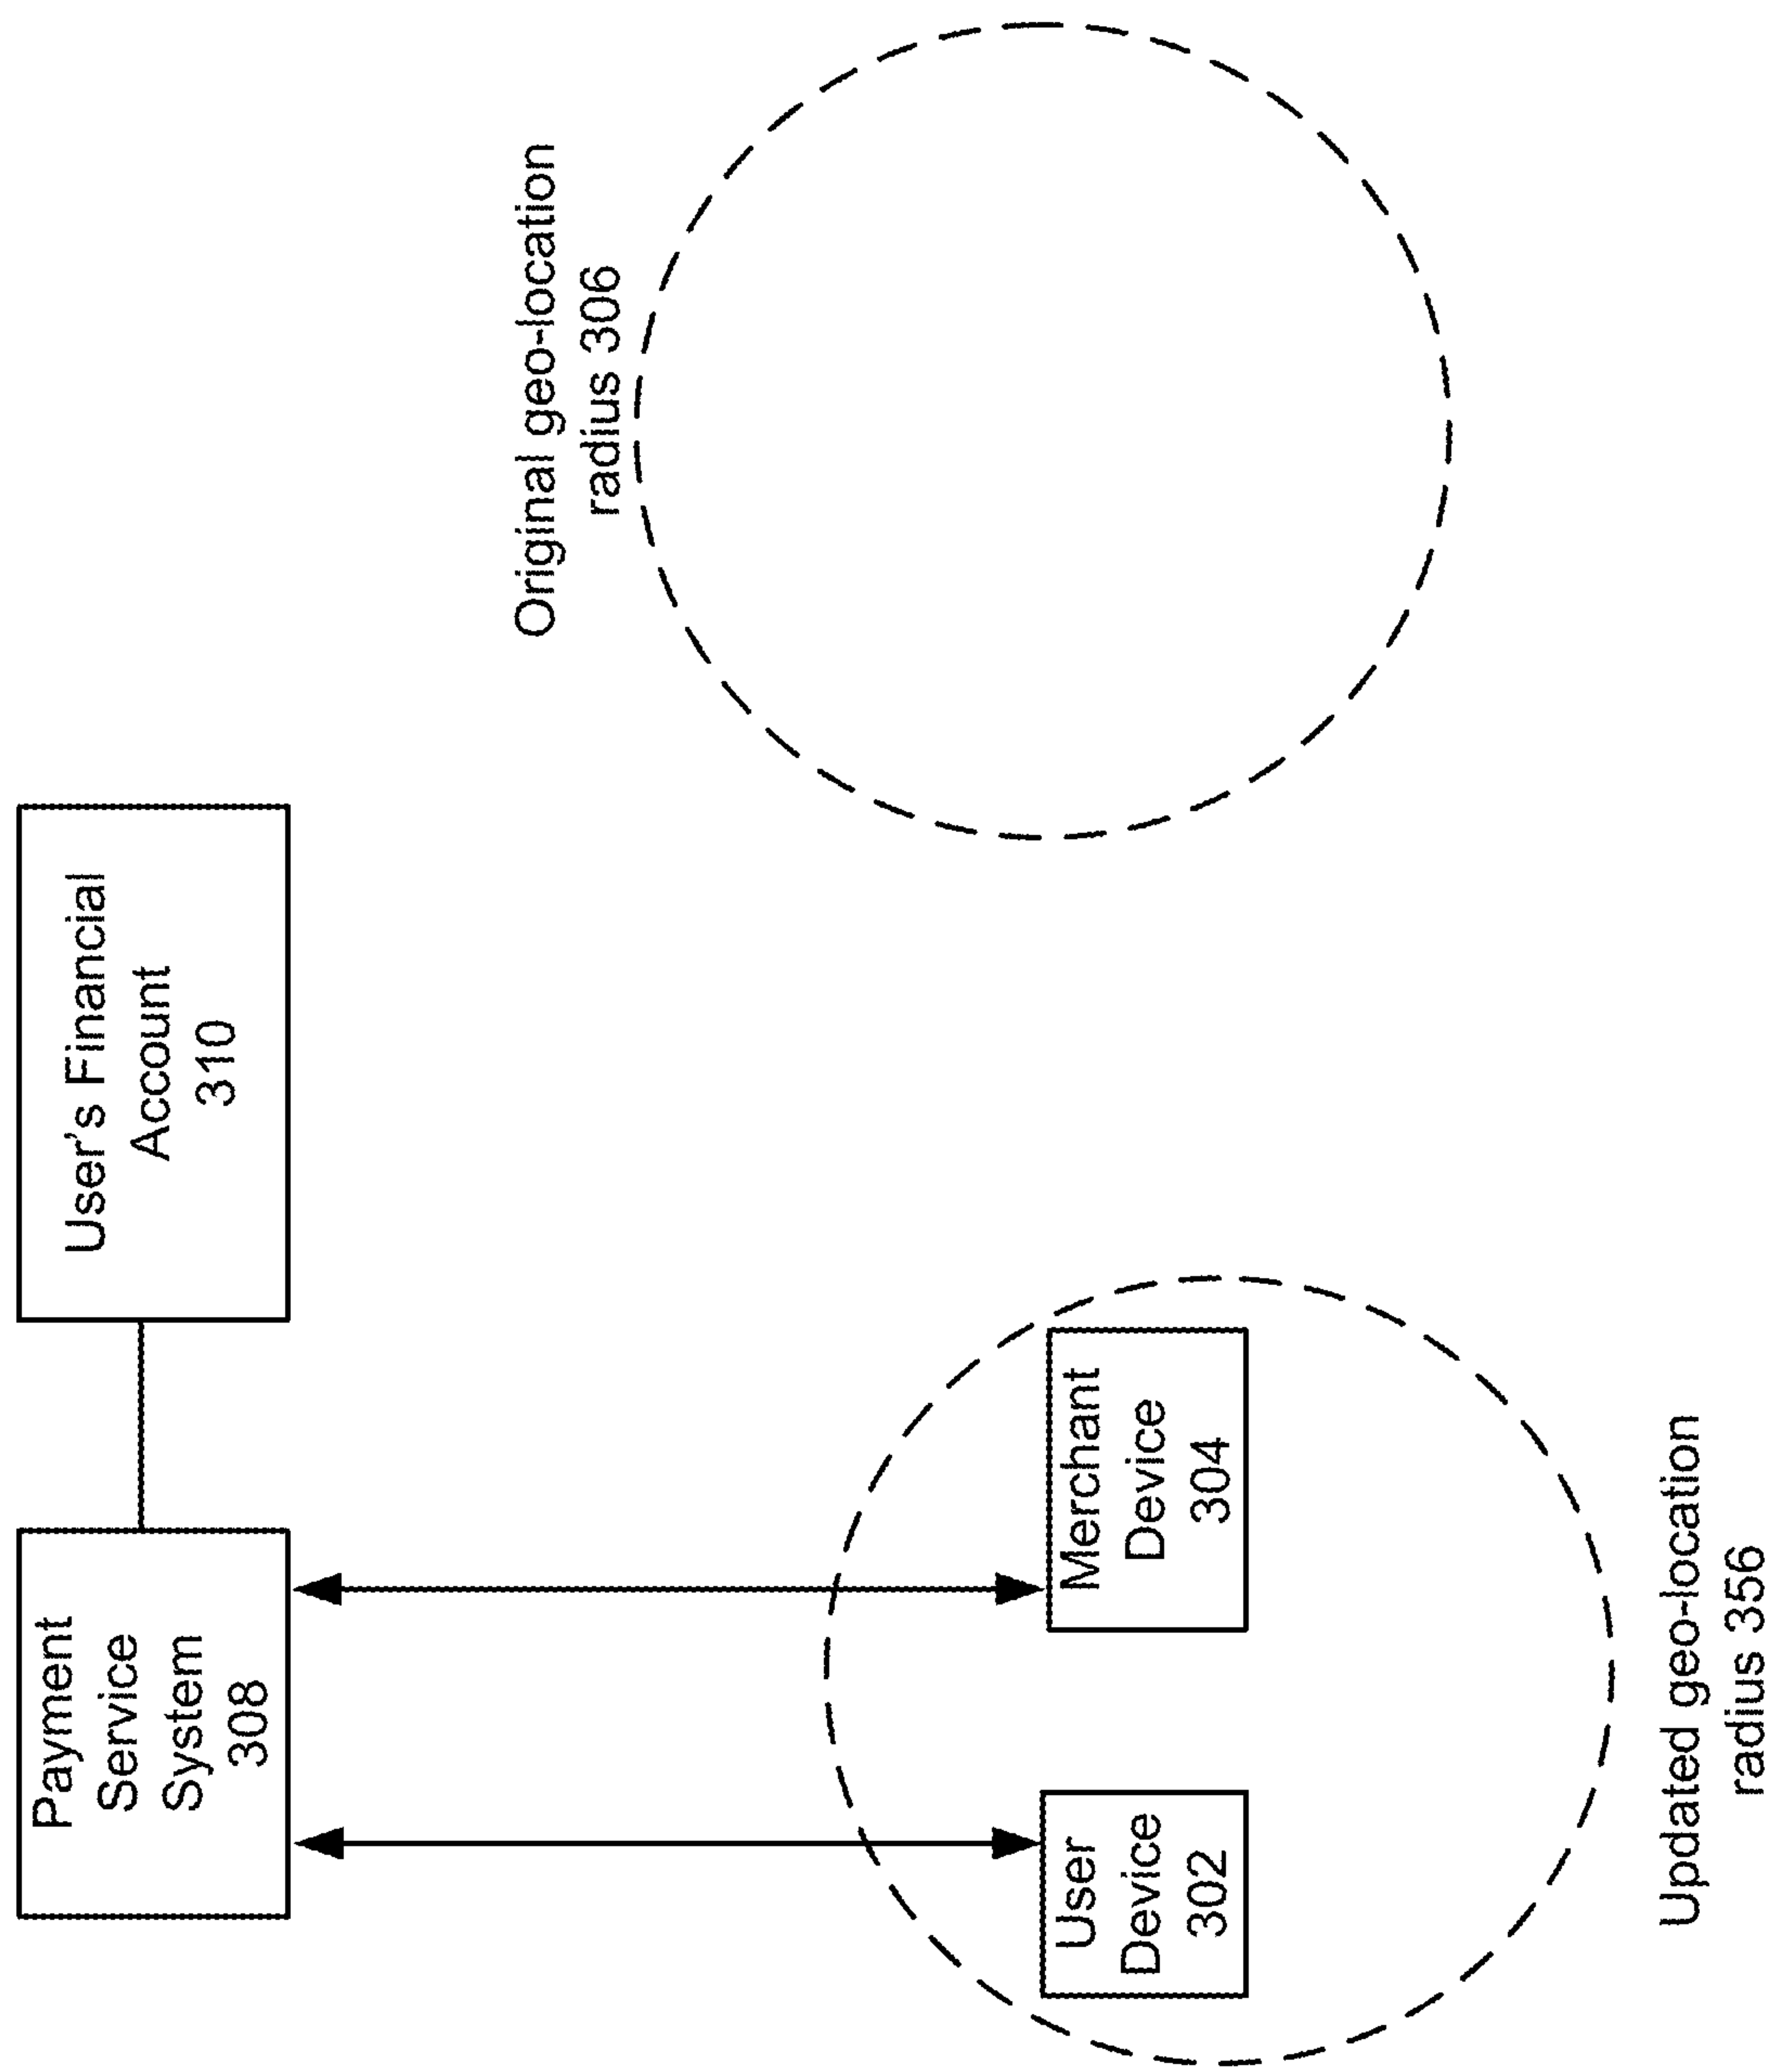 Payment
Service
System
308
User's Financial
Account
310
Original geo-location
radius 306
User
Device
302
Merchant
Device
304
Updated geo-location
radius 356